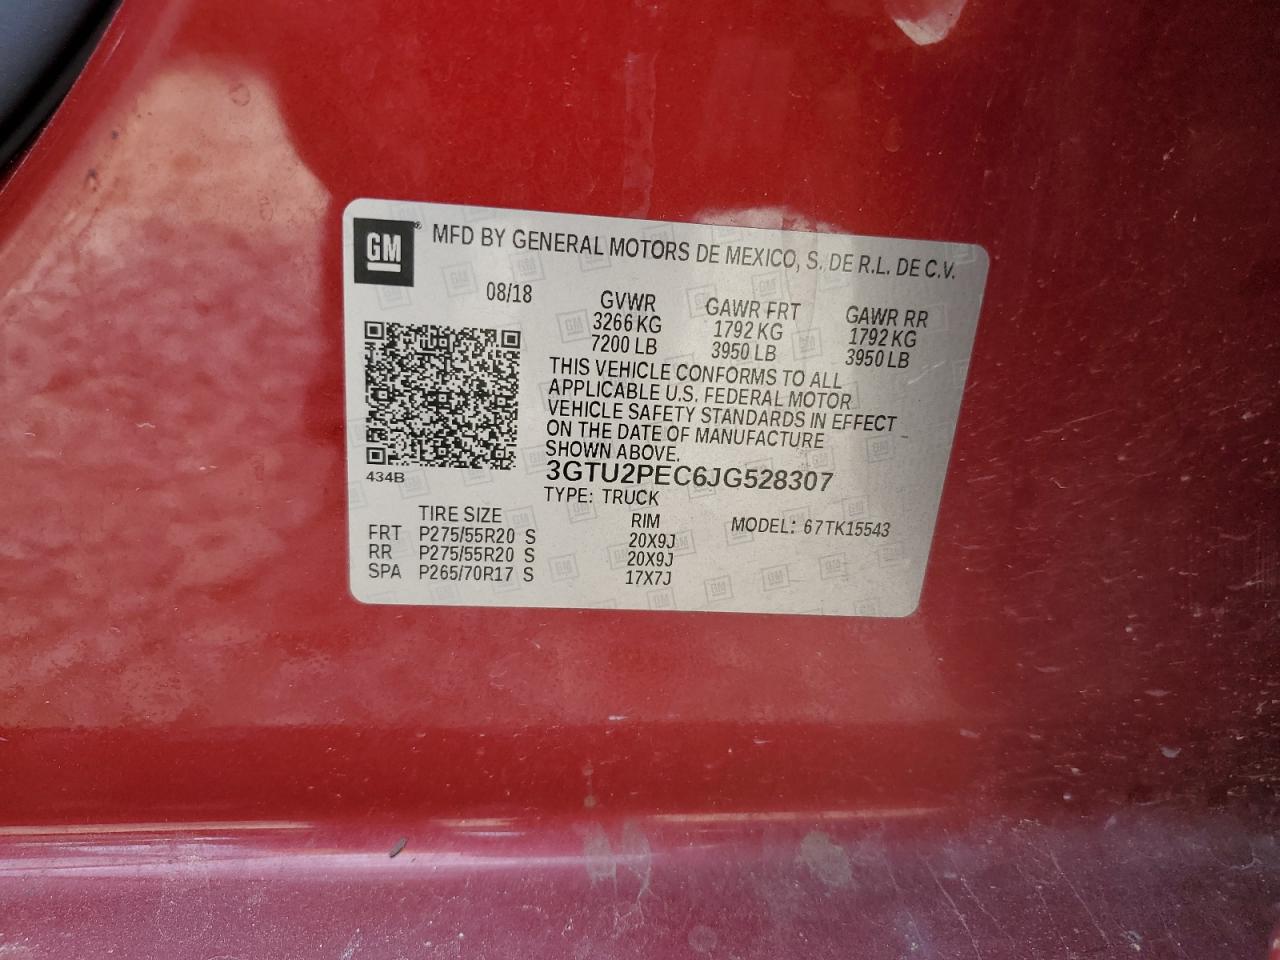 GM ® MFD BY GENERAL MOTORS DE MEXICO, S. DE R.L. DE C.V.
08/18
GVWR GAWR FRT GAWR RR
3266 KG 1792 KG 1792 KG
7200 LB 3950 LB 3950 LB
THIS VEHICLE CONFORMS TO ALL
APPLICABLE U.S. FEDERAL MOTOR
VEHICLE SAFETY STANDARDS IN EFFECT
ON THE DATE OF MANUFACTURE
SHOWN ABOVE.
434B
3GTU2PEC6JG528307
TYPE: TRUCK
TIRE SIZE RIM MODEL: 67TK15543
FRT P275/55R20 S 20X9J
RR P275/55R20 S 20X9J
SPA P265/70R17 S 17X7J